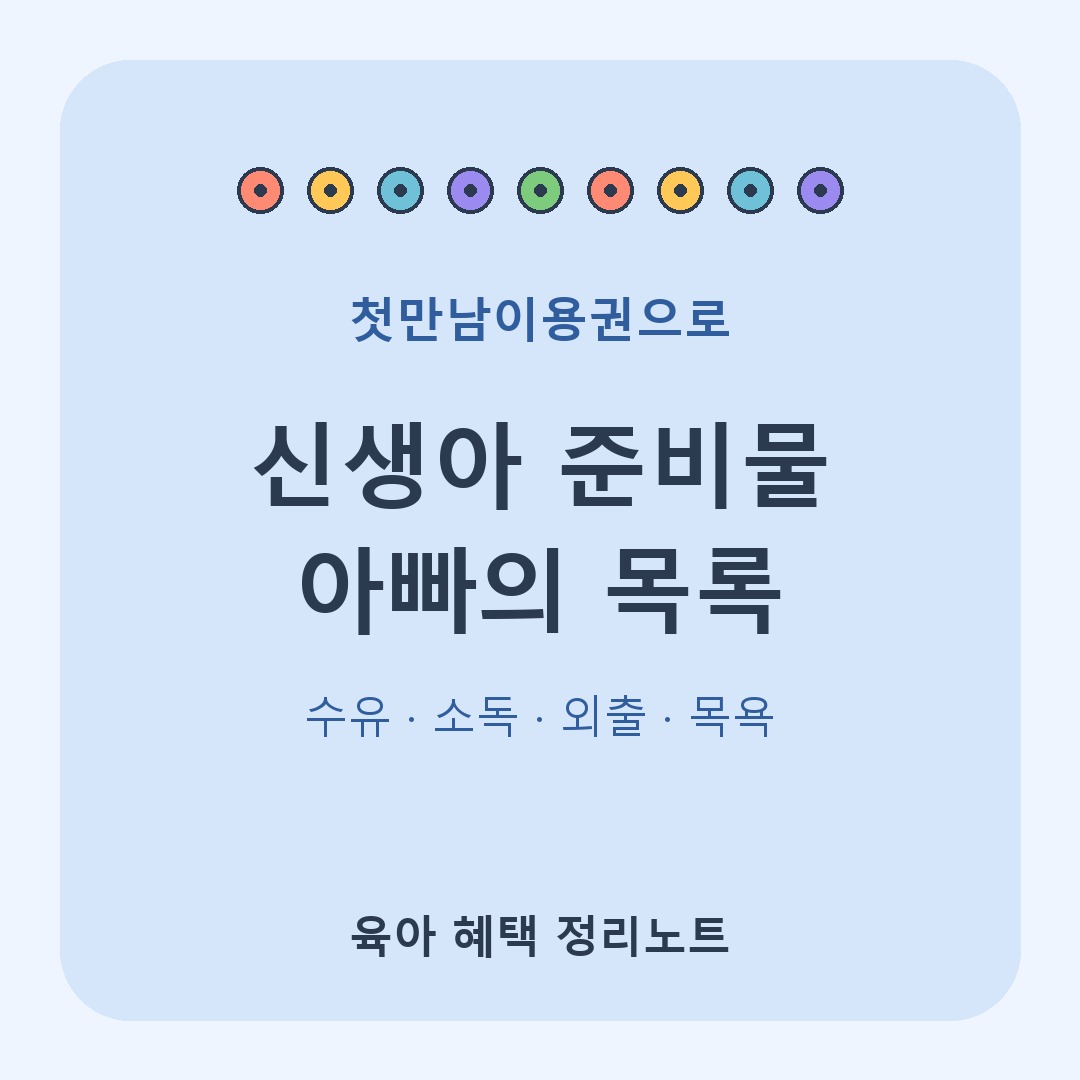 첫만남이용권으로
신생아 준비물
아빠의 목록
수유 · 소독 · 외출 · 목욕
육아 혜택 정리노트